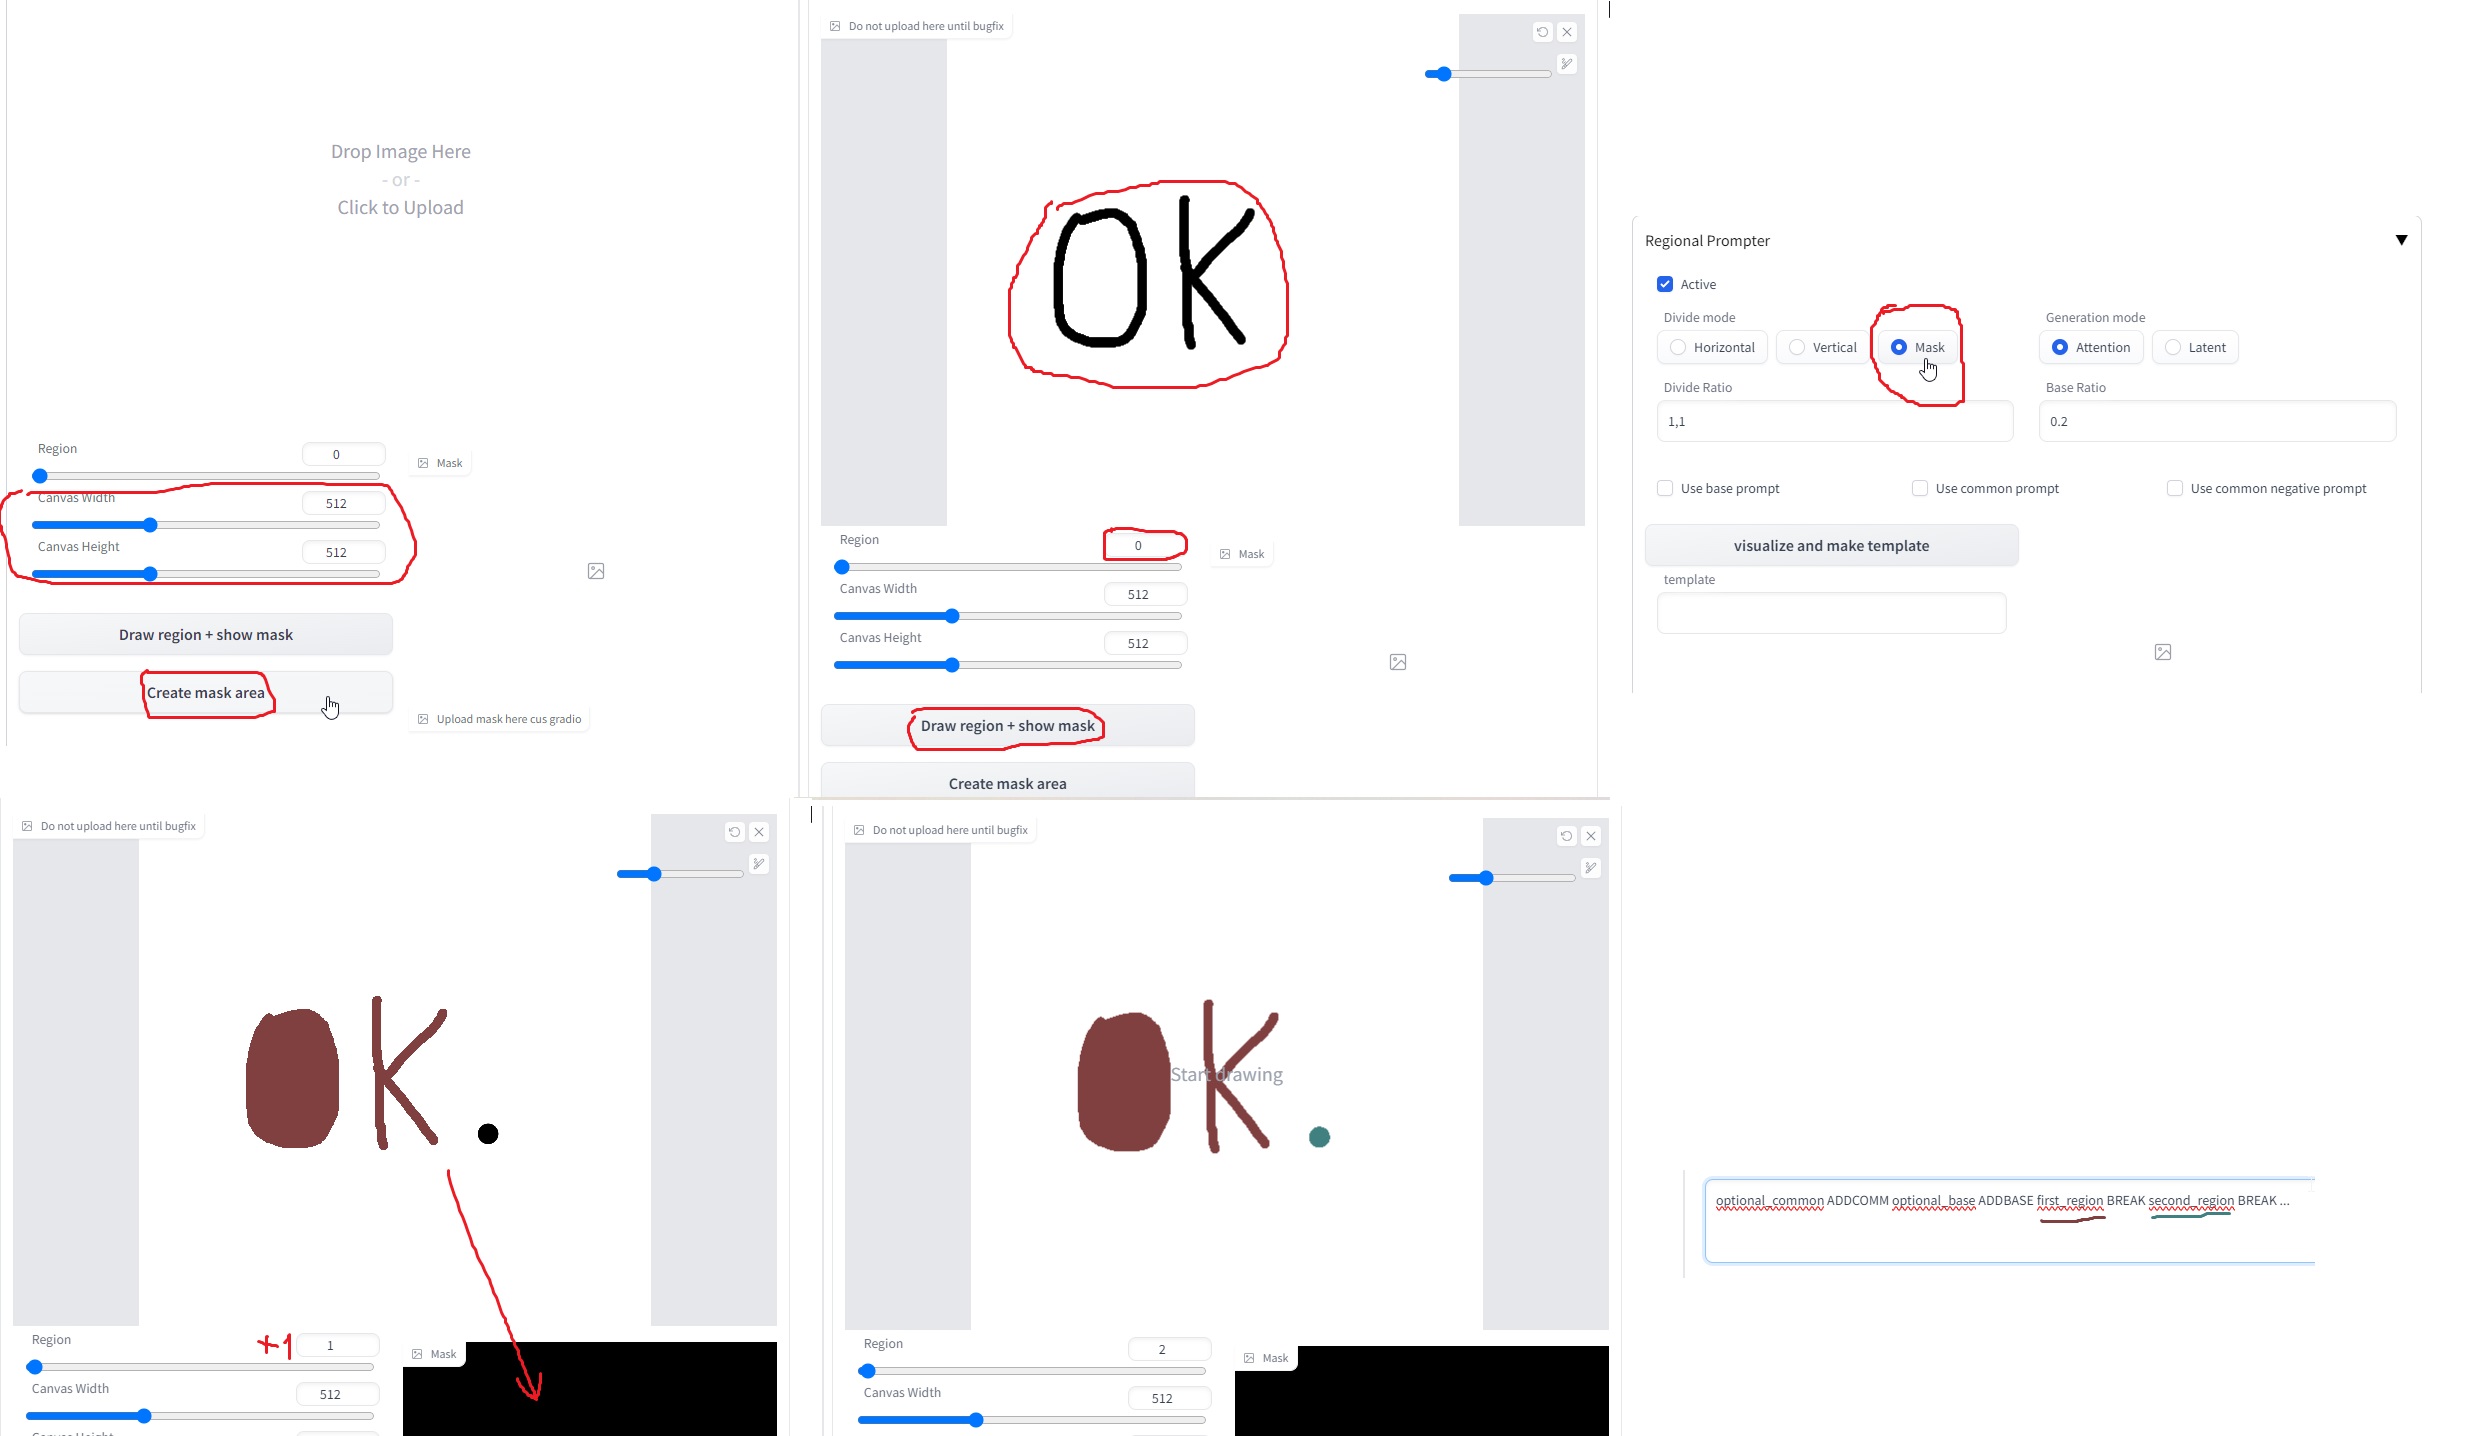 Drop Image Here
- or -
Click to Upload
Region
0
Mask
Canvas Width
512
Canvas Height
512
Draw region + show mask
Create mask area
Upload mask here cus gradio
Do not upload here until bugfix
OK
Region
0
Mask
Canvas Width
512
Canvas Height
512
Draw region + show mask
Create mask area
Regional Prompter
Active
Divide mode
Generation mode
Horizontal
Vertical
Mask
Attention
Latent
Divide Ratio
Base Ratio
1,1
0.2
Use base prompt
Use common prompt
Use common negative prompt
visualize and make template
template
Do not upload here until bugfix
OK.
Region
+1
1
Mask
Canvas Width
512
Canvas Height
Do not upload here until bugfix
OK.
Start drawing
Region
2
Mask
Canvas Width
512
optional_common ADDCOMM optional_base ADDBASE first_region BREAK second_region BREAK ...